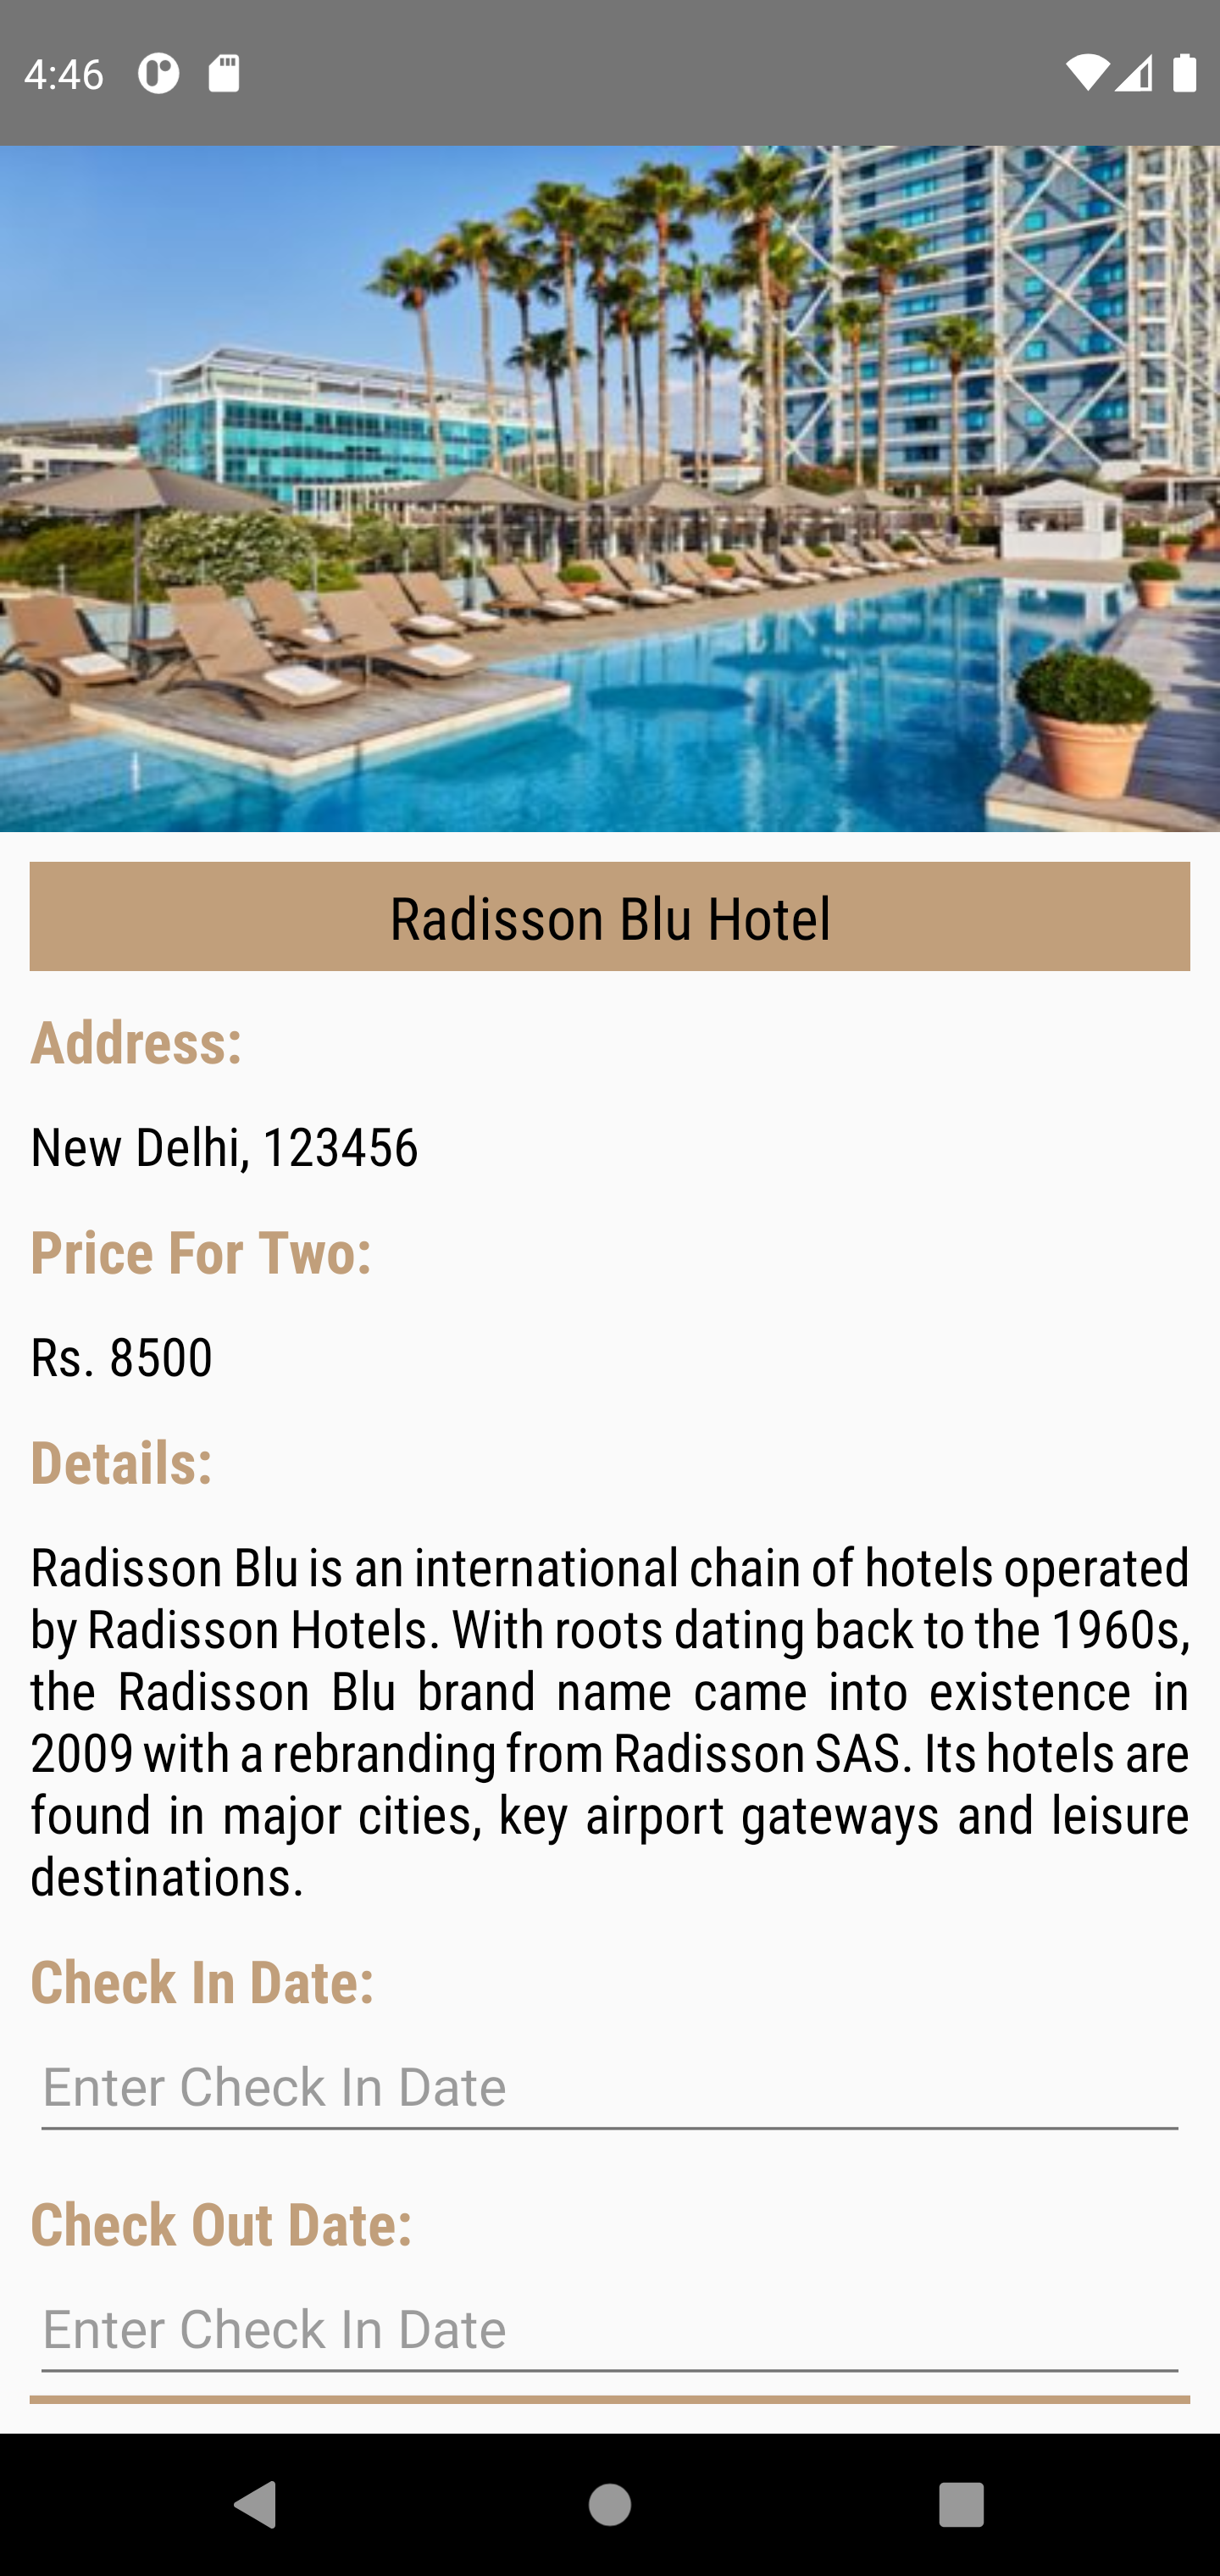 4:46
Radisson Blu Hotel
Address:
New Delhi, 123456
Price For Two:
Rs. 8500
Details:
Radisson Blu is an international chain of hotels operated
by Radisson Hotels. With roots dating back to the 1960s,
the Radisson Blu brand name came into existence in
2009 with a rebranding from Radisson SAS. Its hotels are
found in major cities, key airport gateways and leisure
destinations.
Check In Date:
Enter Check In Date
Check Out Date:
Enter Check In Date